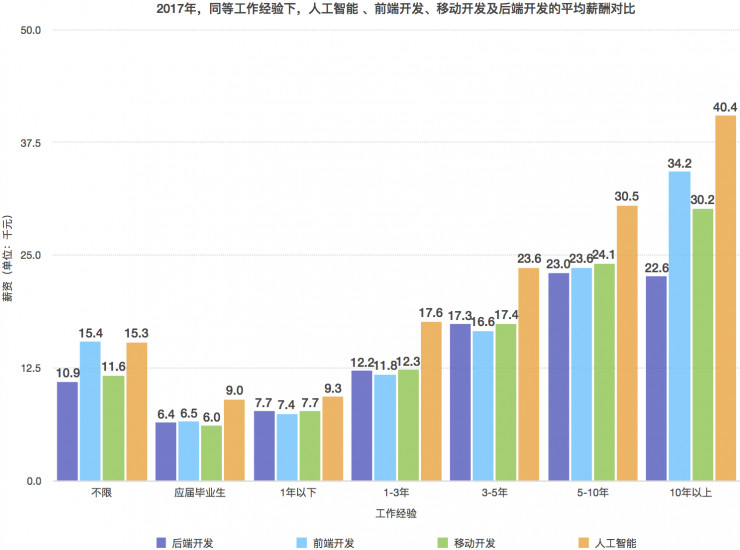 2017年，同等工作经验下，人工智能 、前端开发、移动开发及后端开发的平均薪酬对比
50.0
37.5
25.0
12.5
0.0
薪资（单位：千元）
10.9 15.4 11.6 15.3
6.4 6.5 6.0 9.0
7.7 7.4 7.7 9.3
12.2 11.8 12.3 17.6
17.3 16.6 17.4 23.6
23.0 23.6 24.1 30.5
22.6 34.2 30.2 40.4
不限 应届毕业生 1年以下 1-3年 3-5年 5-10年 10年以上
工作经验
后端开发 前端开发 移动开发 人工智能